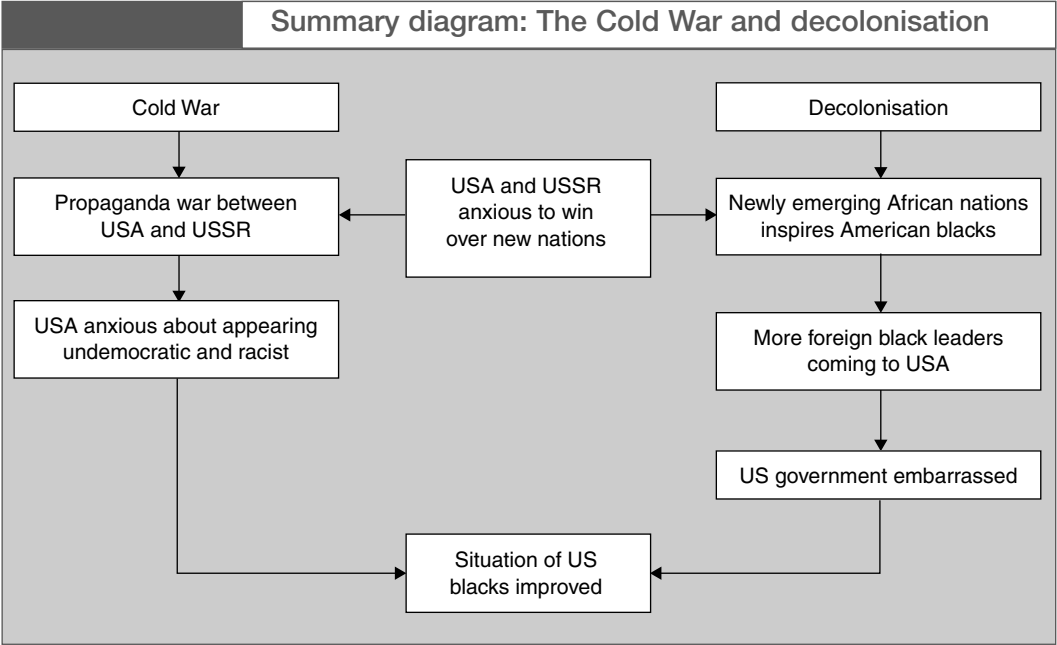 Summary diagram: The Cold War and decolonisation
Cold War
Decolonisation
Propaganda war between
USA and USSR
USA and USSR
anxious to win
over new nations
Newly emerging African nations
inspires American blacks
USA anxious about appearing
undemocratic and racist
More foreign black leaders
coming to USA
US government embarrassed
Situation of US
blacks improved